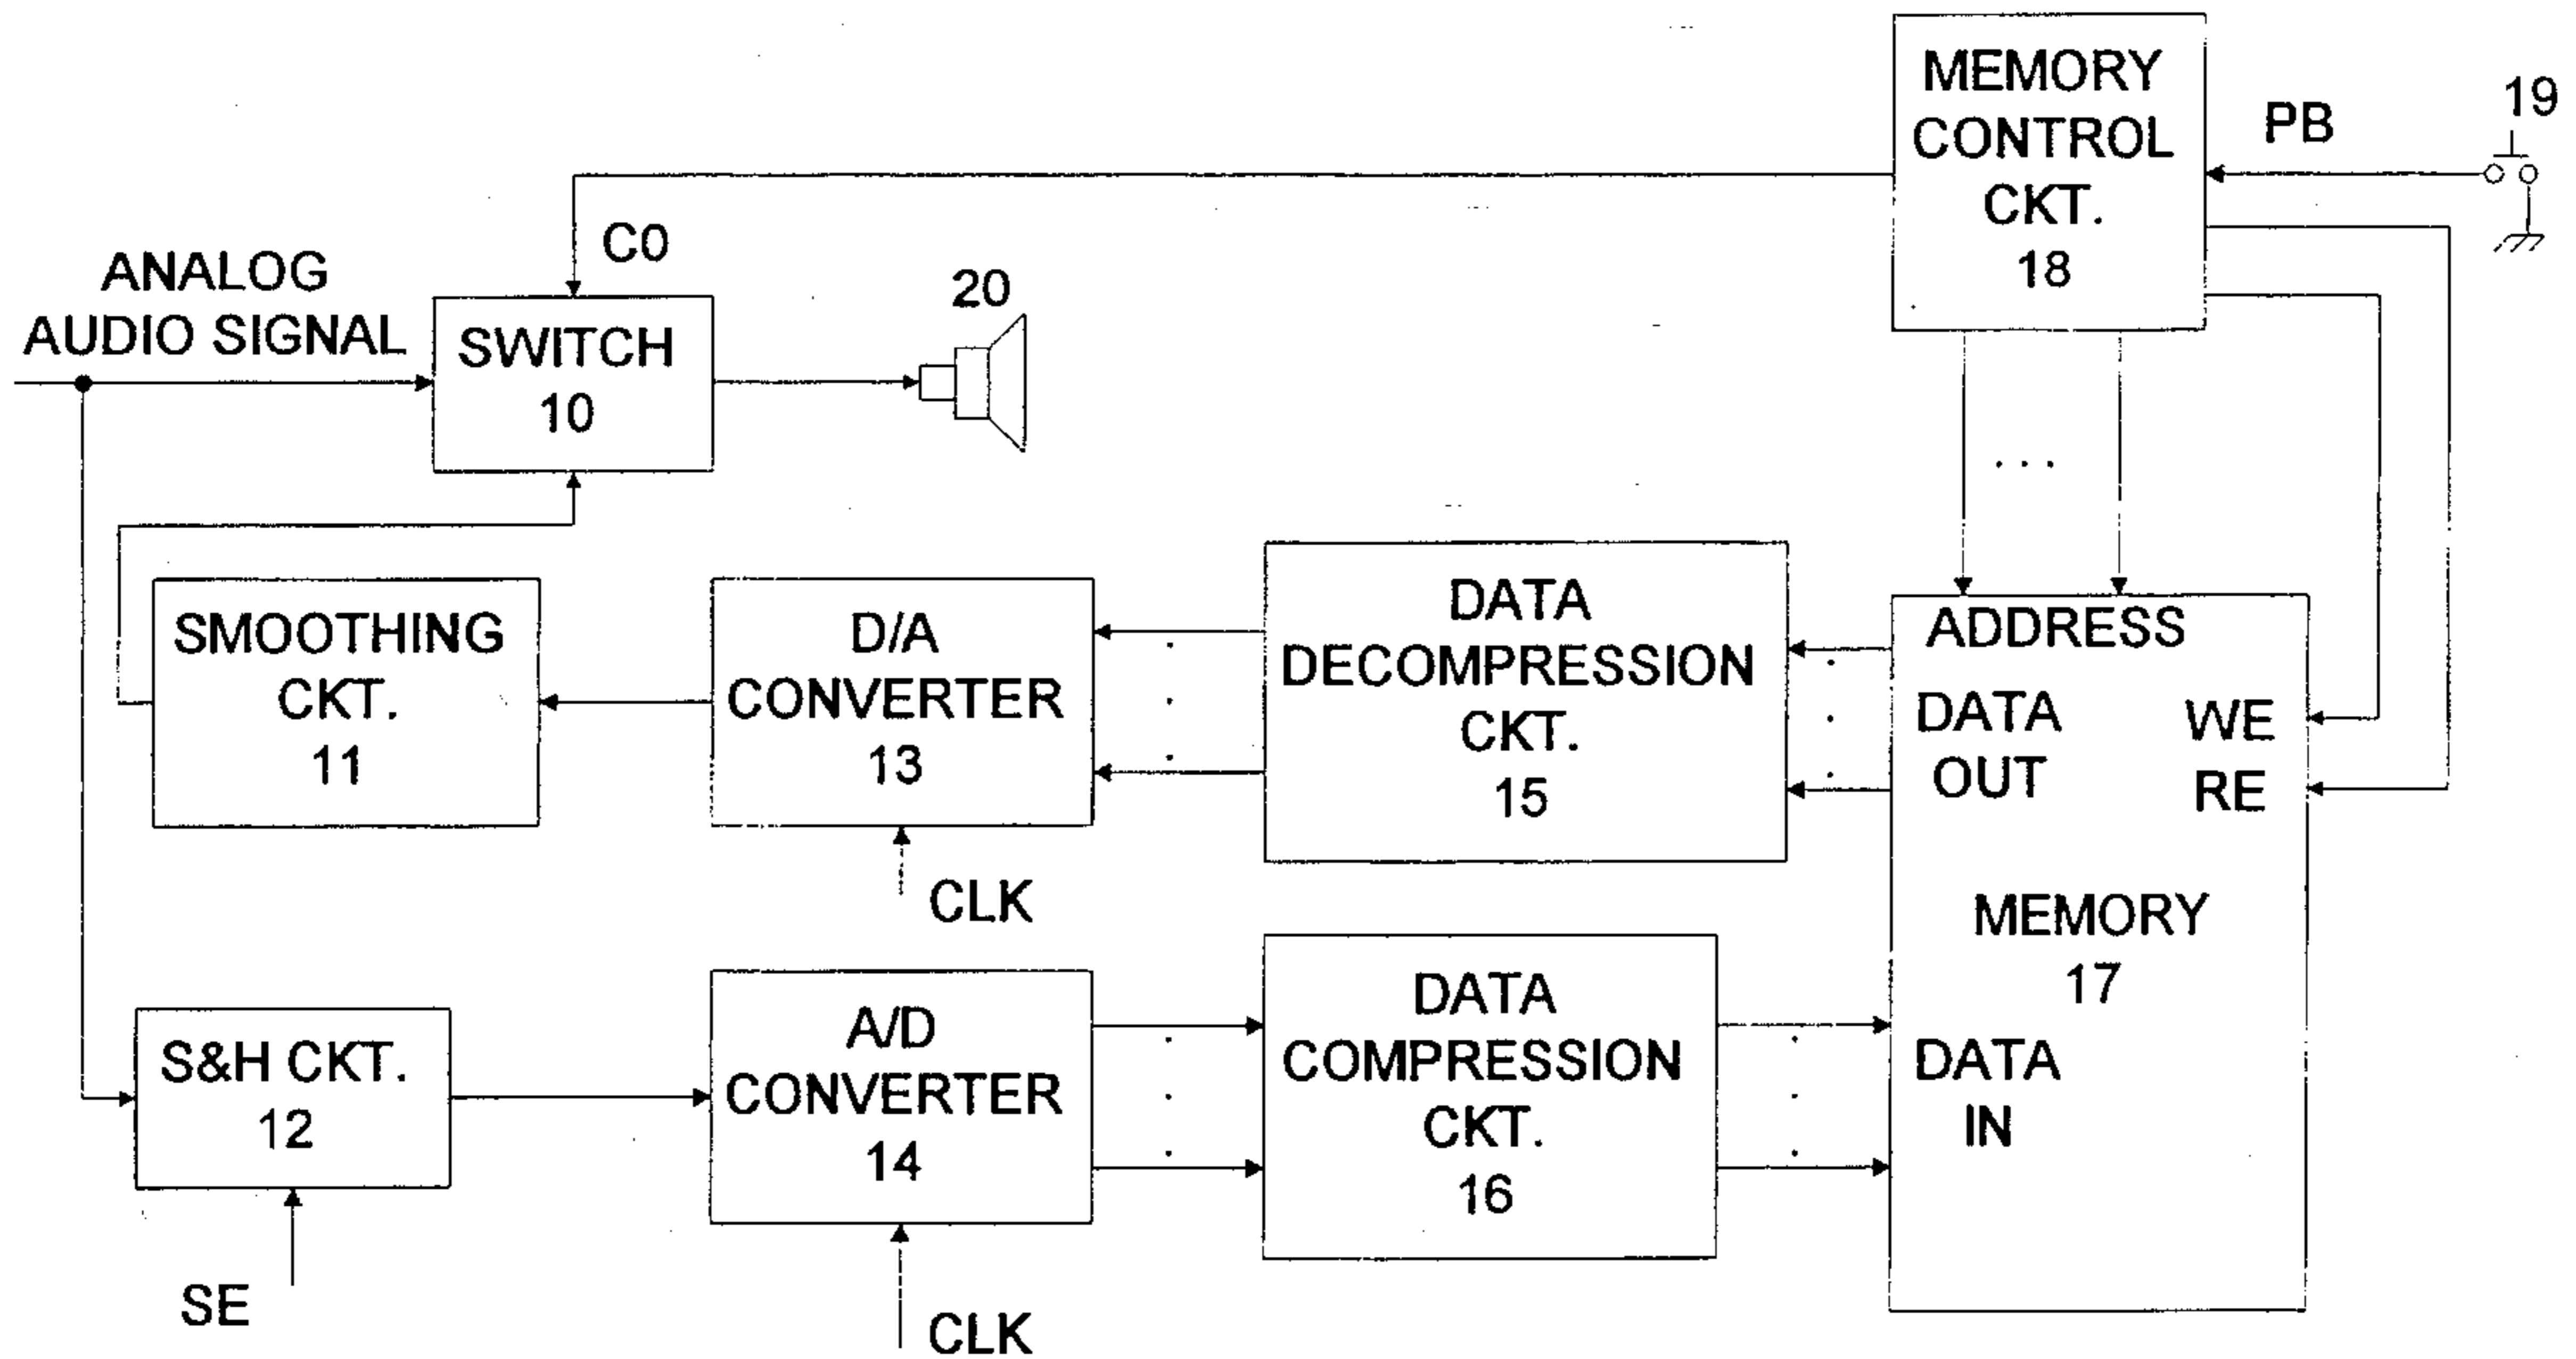 MEMORY
CONTROL
CKT.
18
PB
19
C0
ANALOG
AUDIO SIGNAL
SWITCH
10
20
SMOOTHING
CKT.
11
D/A
CONVERTER
13
CLK
DATA
DECOMPRESSION
CKT.
15
ADDRESS
DATA
OUT
WE
RE
MEMORY
17
DATA
IN
S&H CKT.
12
SE
A/D
CONVERTER
14
CLK
DATA
COMPRESSION
CKT.
16